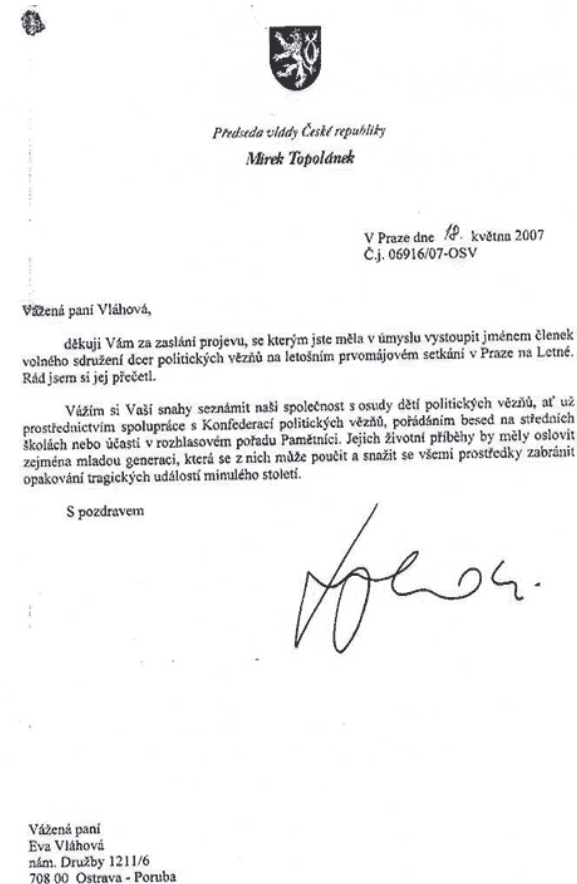 Předseda vlády České republiky
Mirek Topolánek
V Praze dne 18. května 2007
Č.j. 06916/07-OSV
Vážená paní Vláhová,
děkuji Vám za zaslání projevu, se kterým jste měla v úmyslu vystoupit jménem členek
volného sdružení dcer politických vězňů na letošním prvomájovém setkání v Praze na Letné.
Rád jsem si jej přečetl.
Vážím si Vaší snahy seznámit naši společnost s osudy dětí politických vězňů, ať už
prostřednictvím spolupráce s Konfederací politických vězňů, pořádáním besed na středních
školách nebo účastí v rozhlasovém pořadu Pamětníci. Jejich životní příběhy by měly oslovit
zejména mladou generaci, která se z nich může poučit a snažit se všemi prostředky zabránit
opakování tragických událostí minulého století.
S pozdravem
Vážená paní
Eva Vláhová
nám. Družby 1211/6
708 00 Ostrava - Poruba